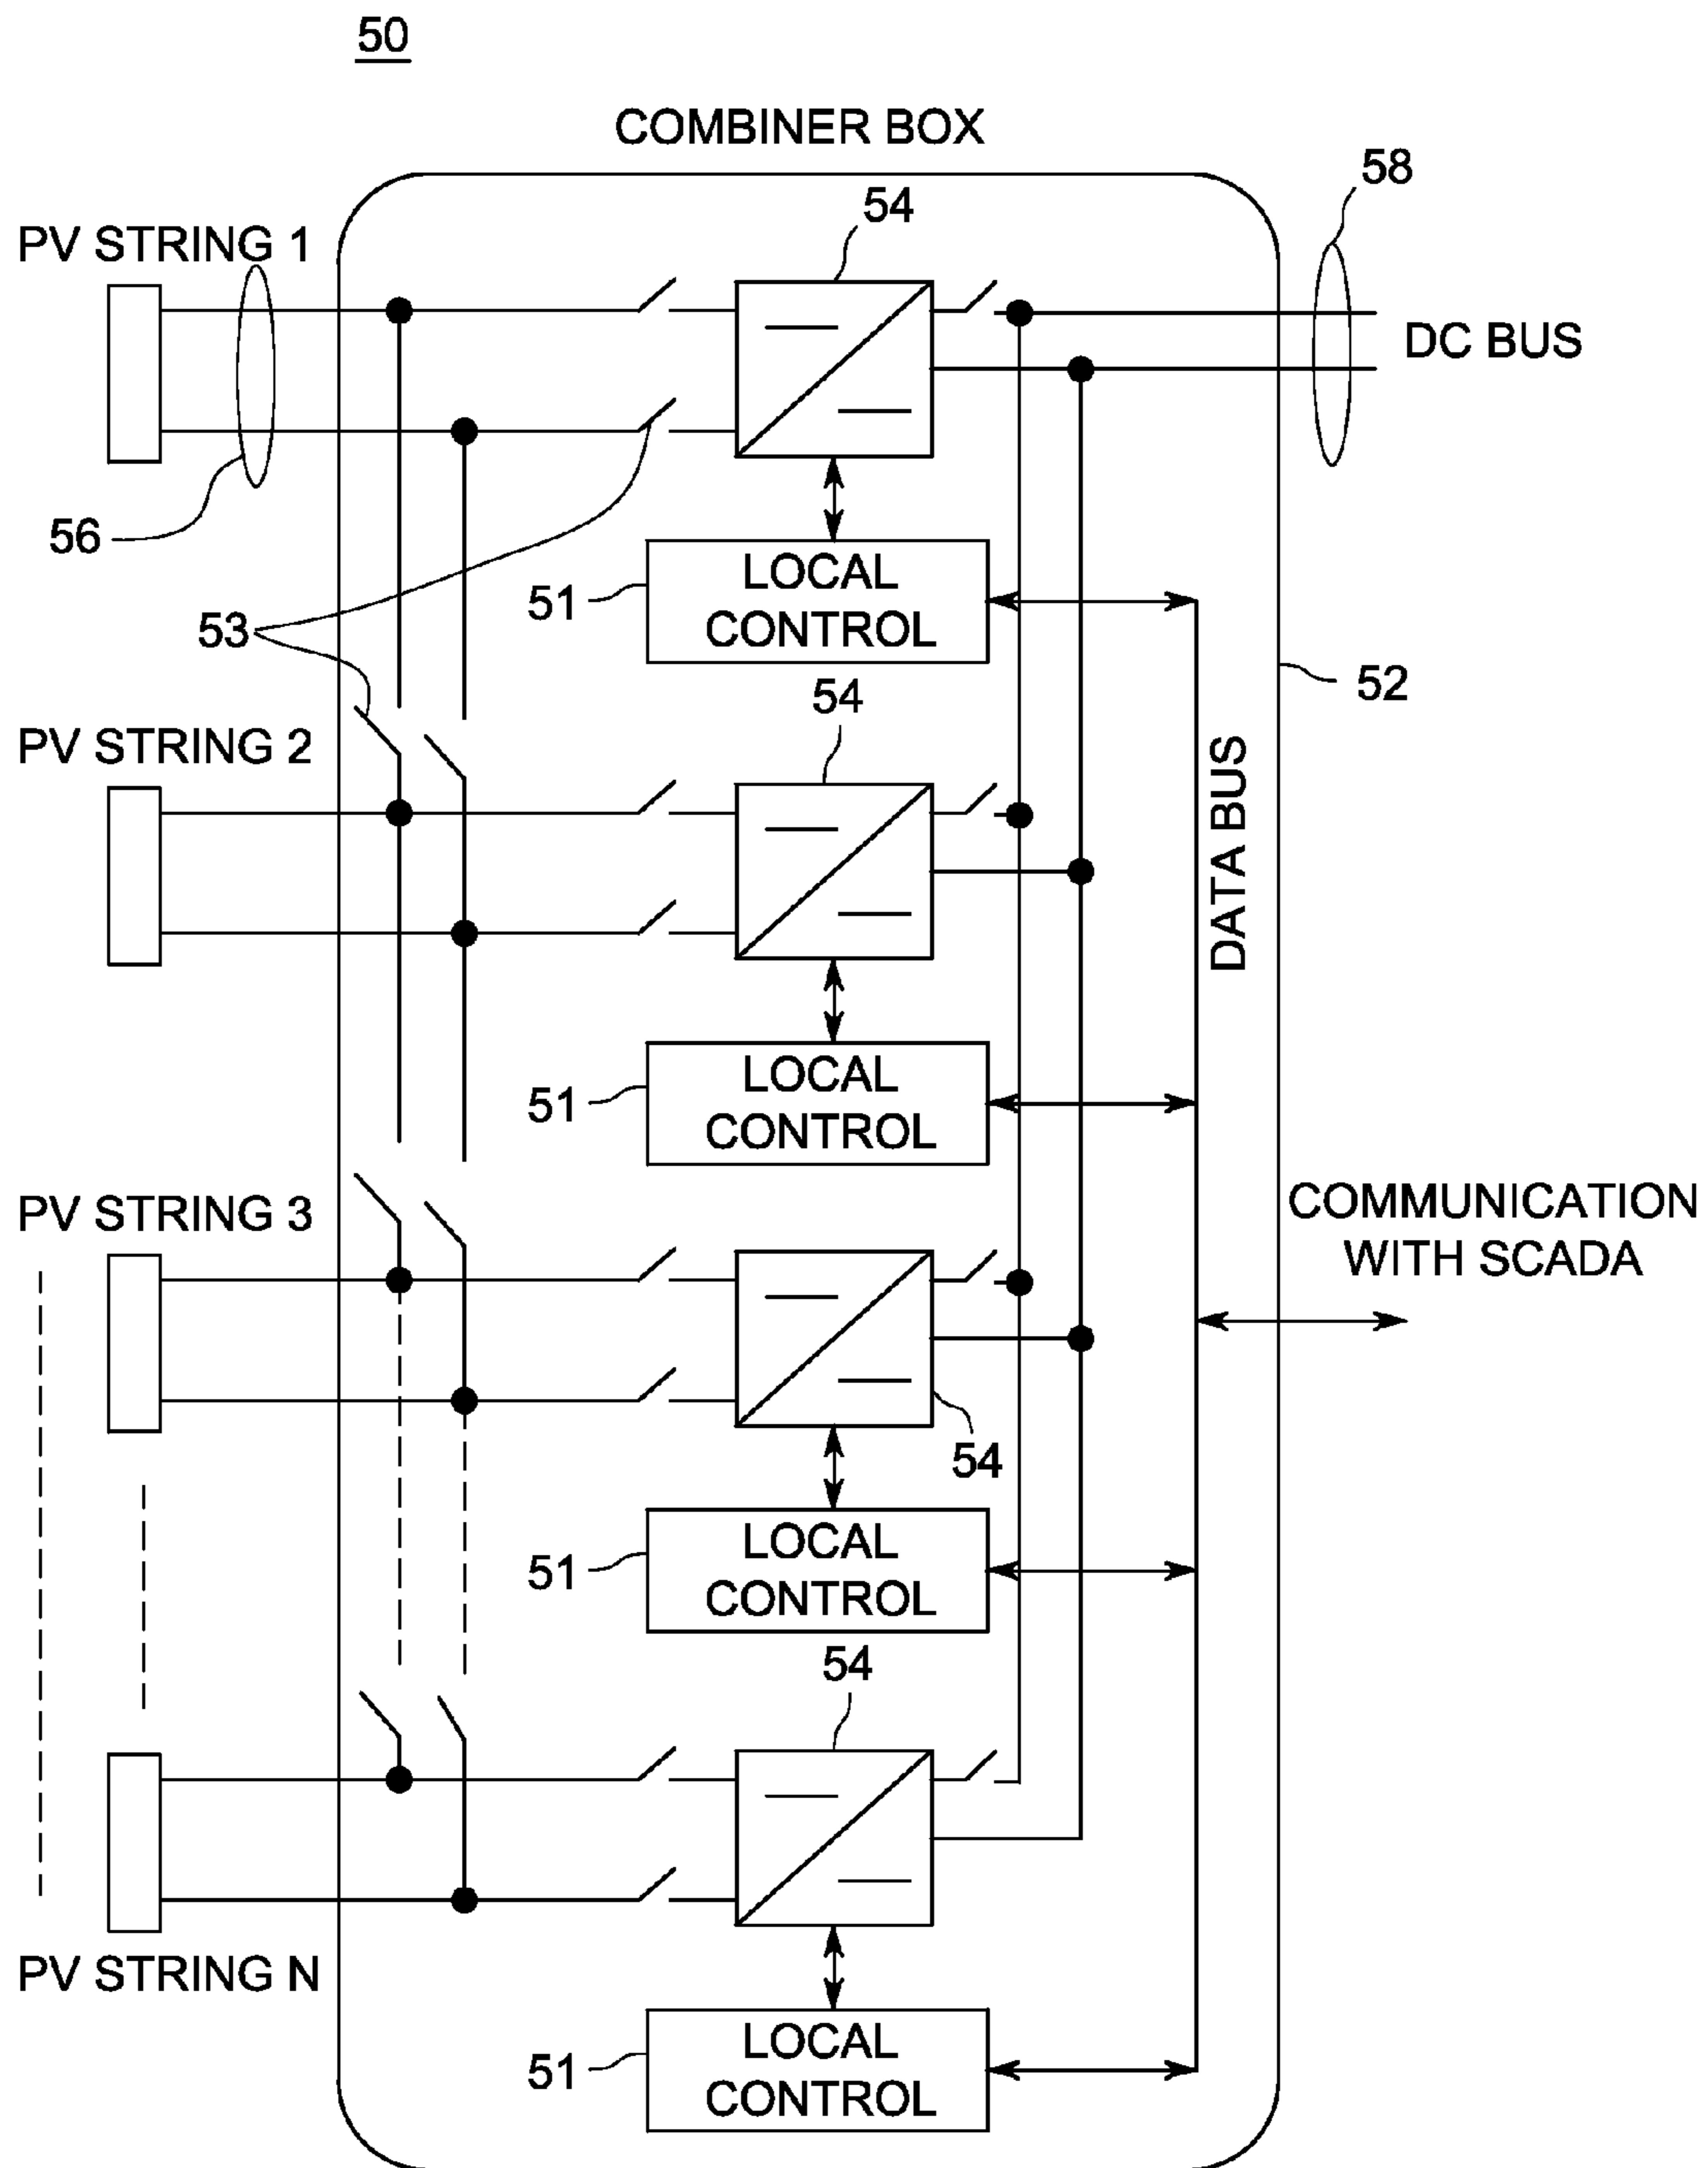 50
COMBINER BOX
58
54
PV STRING 1
DC BUS
56
LOCAL
CONTROL
51
53
52
54
PV STRING 2
DATA BUS
LOCAL
CONTROL
51
COMMUNICATION
WITH SCADA
PV STRING 3
54
LOCAL
CONTROL
51
54
PV STRING N
LOCAL
CONTROL
51